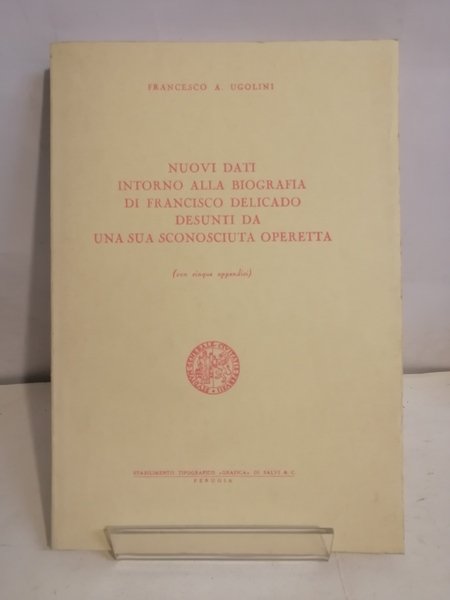 FRANCESCO A. UGOLINI
NUOVI DATI
INTORNO ALLA BIOGRAFIA
DI FRANCISCO DELICADO
DESUNTI DA
UNA SUA SCONOSCIUTA OPERETTA
(con cinque appendici)
STABILIMENTO TIPOGRAFICO «GRAFICA» DI SALVI & C.
PERUGIA